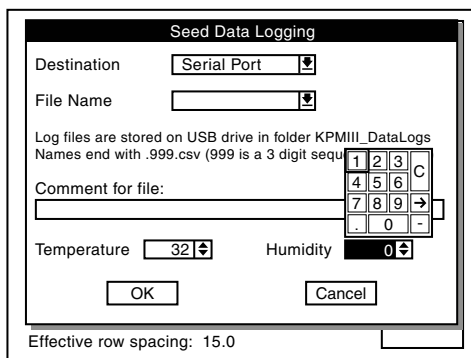 Seed Data Logging
Destination Serial Port
File Name
Log files are stored on USB drive in folder KPMIII_DataLogs
Names end with .999.csv (999 is a 3 digit
1 2 3 C
4 5 6
Comment for file:
7 8 9 →
. 0 -
Temperature 32 Humidity 0
OK Cancel
Effective row spacing: 15.0